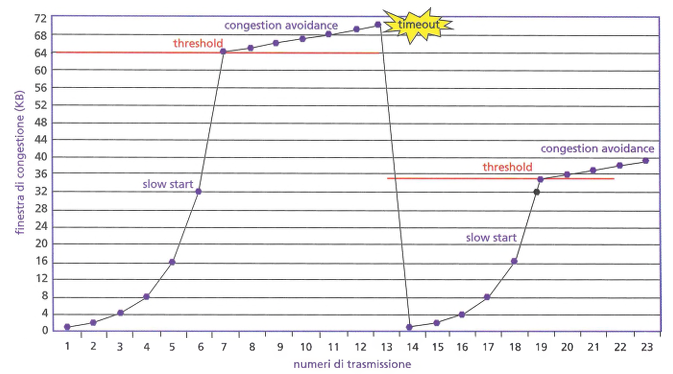 72
68
64
60
56
52
48
44
40
36
32
28
24
20
16
12
8
4
0
finestra di congestione (KB)
congestion avoidance
timeout
threshold
slow start
congestion avoidance
threshold
slow start
1 2 3 4 5 6 7 8 9 10 11 12 13 14 15 16 17 18 19 20 21 22 23
numeri di trasmissione